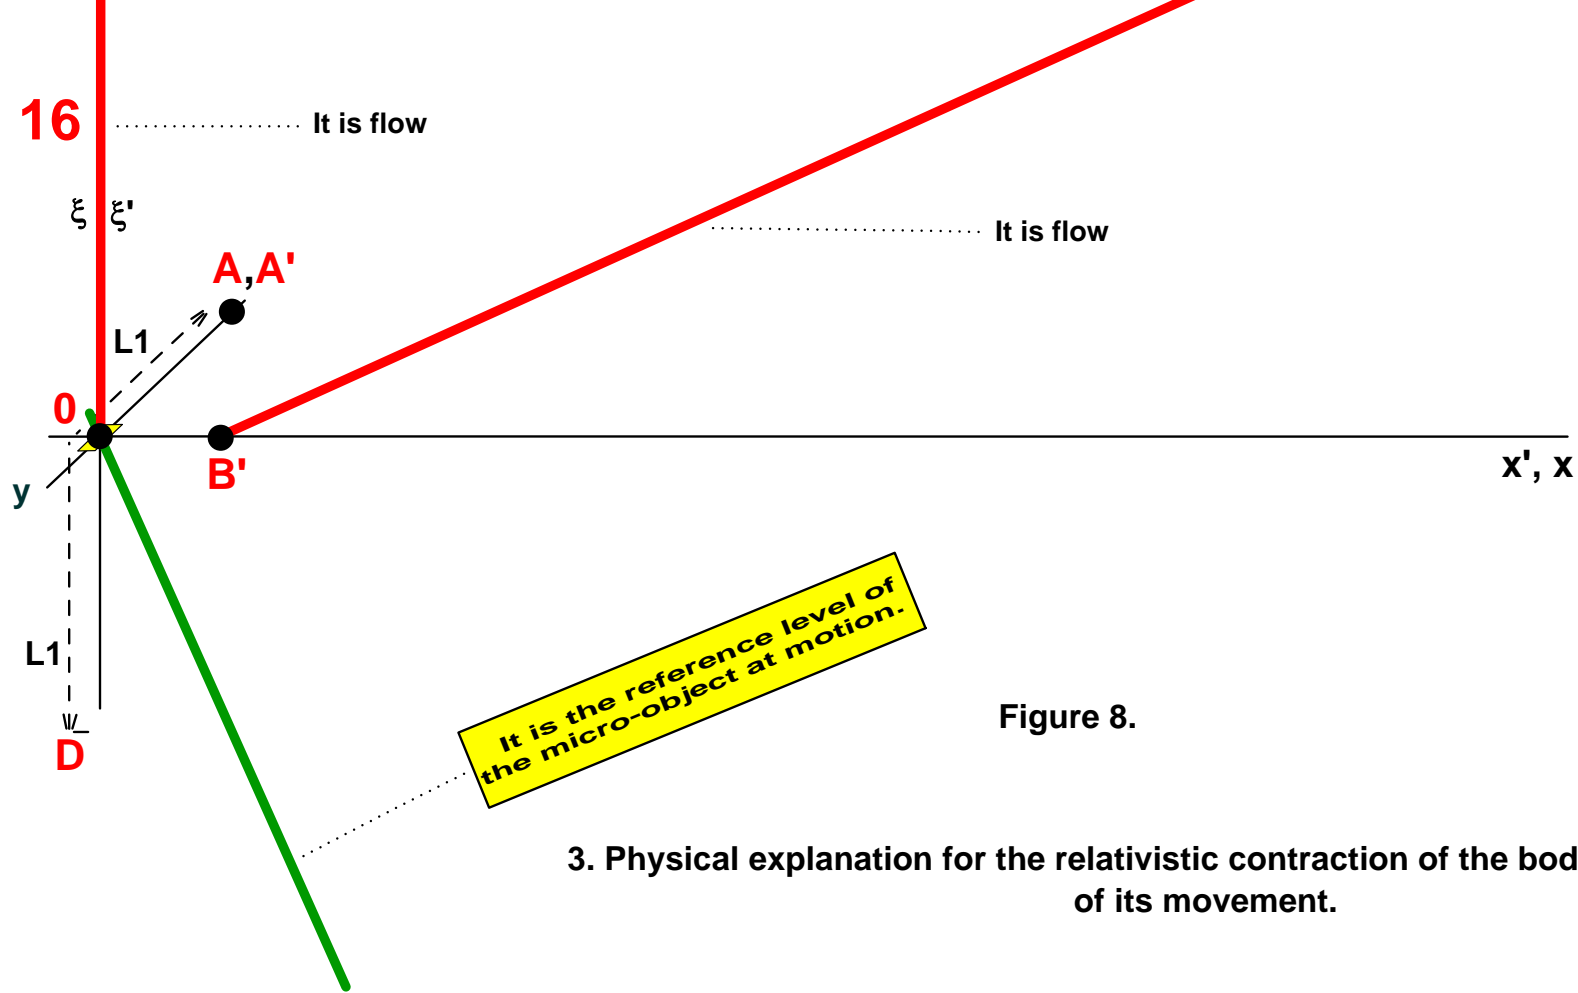 16
It is flow
ξ ξ'
It is flow
A,A'
L1
0
B'
x', x
y
It is the reference level of
the micro-object at motion.
L1
Figure 8.
D
3. Physical explanation for the relativistic contraction of the bod
of its movement.